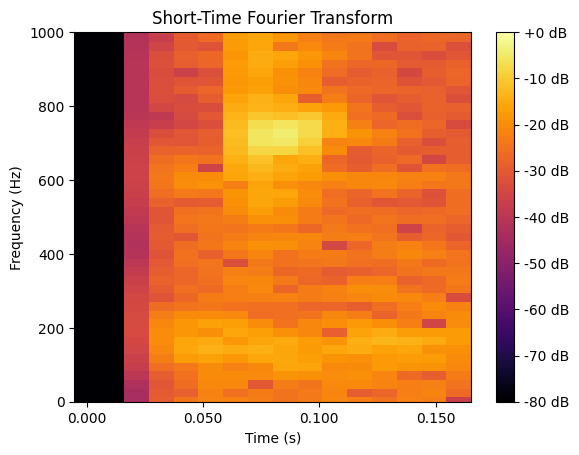 Short-Time Fourier Transform
1000
800
600
400
200
0
Frequency (Hz)
0.000
0.050
0.100
0.150
Time (s)
+0 dB
-10 dB
-20 dB
-30 dB
-40 dB
-50 dB
-60 dB
-70 dB
-80 dB